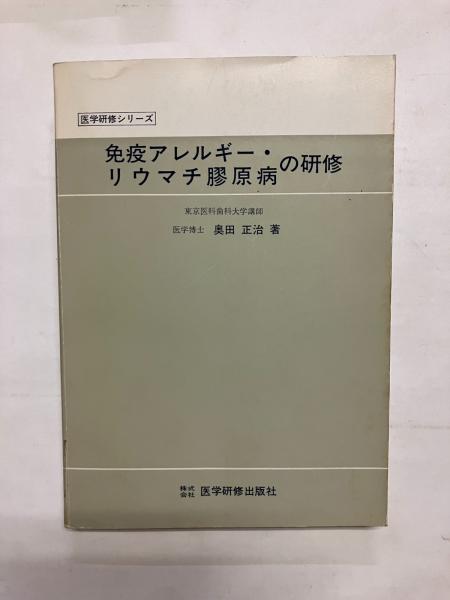 医学研修シリーズ
免疫アレルギー・
リウマチ膠原病の研修
東京医科歯科大学講師
医学博士 奥田 正治 著
株式会社 医学研修出版社